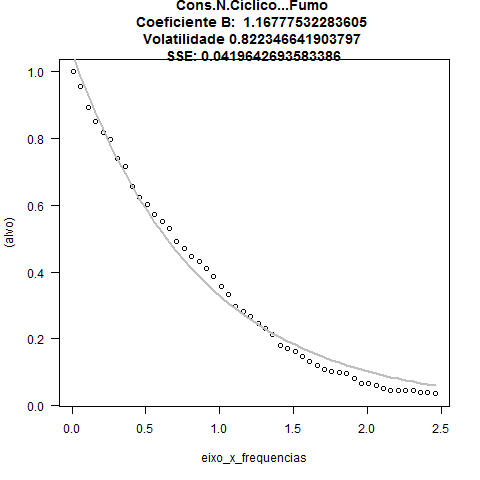 Cons.N.Ciclico...Fumo
Coeficiente B:  1.16777532283605
Volatilidade 0.822346641903797
SSE: 0.0419642693583386
(alvo)
1.0
0.8
0.6
0.4
0.2
0.0
0.0 0.5 1.0 1.5 2.0 2.5
eixo_x_frequencias